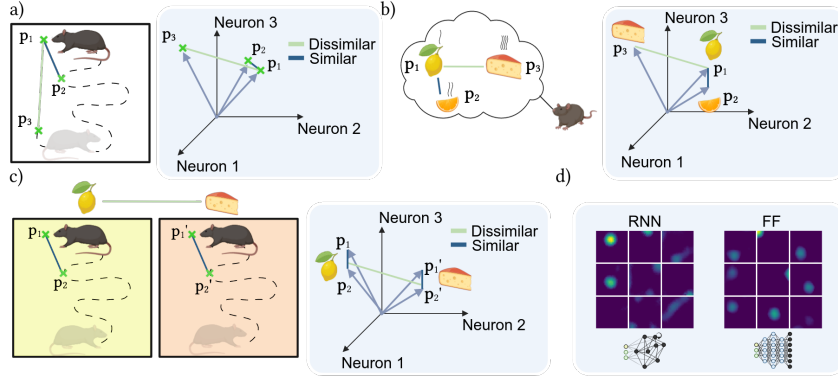 a)
p1
p2
p3
Neuron 3
p3
p2
p1
Dissimilar
Similar
Neuron 2
Neuron 1
b)
p1
p3
p2
Neuron 3
p3
p1
p2
Dissimilar
Similar
Neuron 2
Neuron 1
c)
p1
p2
p1'
p2'
Neuron 3
p1
p2
p1'
p2'
Dissimilar
Similar
Neuron 2
Neuron 1
d)
RNN
FF